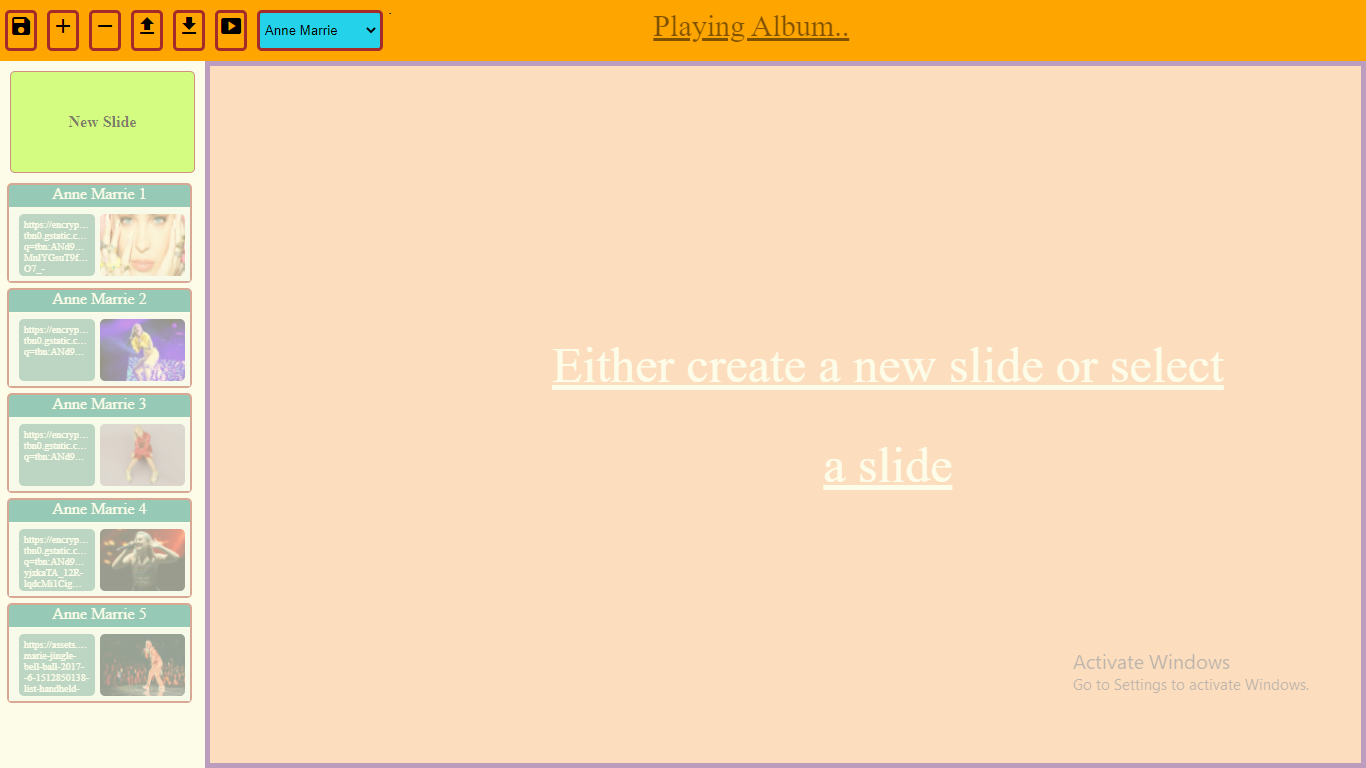 Anne Marrie
Playing Album..
New Slide
Anne Marrie 1
https://encryp...
tbn0.gstatic.c...
q=tbn:ANd9...
MnlYGsuT9f...
O7_-
Anne Marrie 2
https://encryp...
tbn0.gstatic.c...
q=tbn:ANd9...
Anne Marrie 3
https://encryp...
tbn0.gstatic.c...
q=tbn:ANd9...
Anne Marrie 4
https://encryp...
tbn0.gstatic.c...
q=tbn:ANd9...
yjzkaTA_12R-
lqdcMi1Cig...
Anne Marrie 5
https://assets....
marie-jingle-
bell-ball-2017-
-6-1512850138-
list-handheld-
Either create a new slide or select
a slide
Activate Windows
Go to Settings to activate Windows.